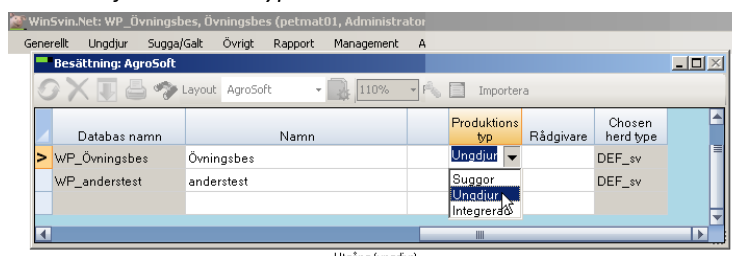 WinSvin.Net: WP_Övningsbes, Övningsbes (petmat01, Administrator
Generellt Ungdjur Sugga/Galt Övrigt Rapport Management A
Besättning: AgroSoft
Layout AgroSoft 110% Importera
Databas namn Namn Produktions typ Rådgivare Chosen herd type
WP_Övningsbes Övningsbes Ungdjur DEF_sv
WP_anderstest anderstest Suggor DEF_sv
Ungdjur
Integrerad